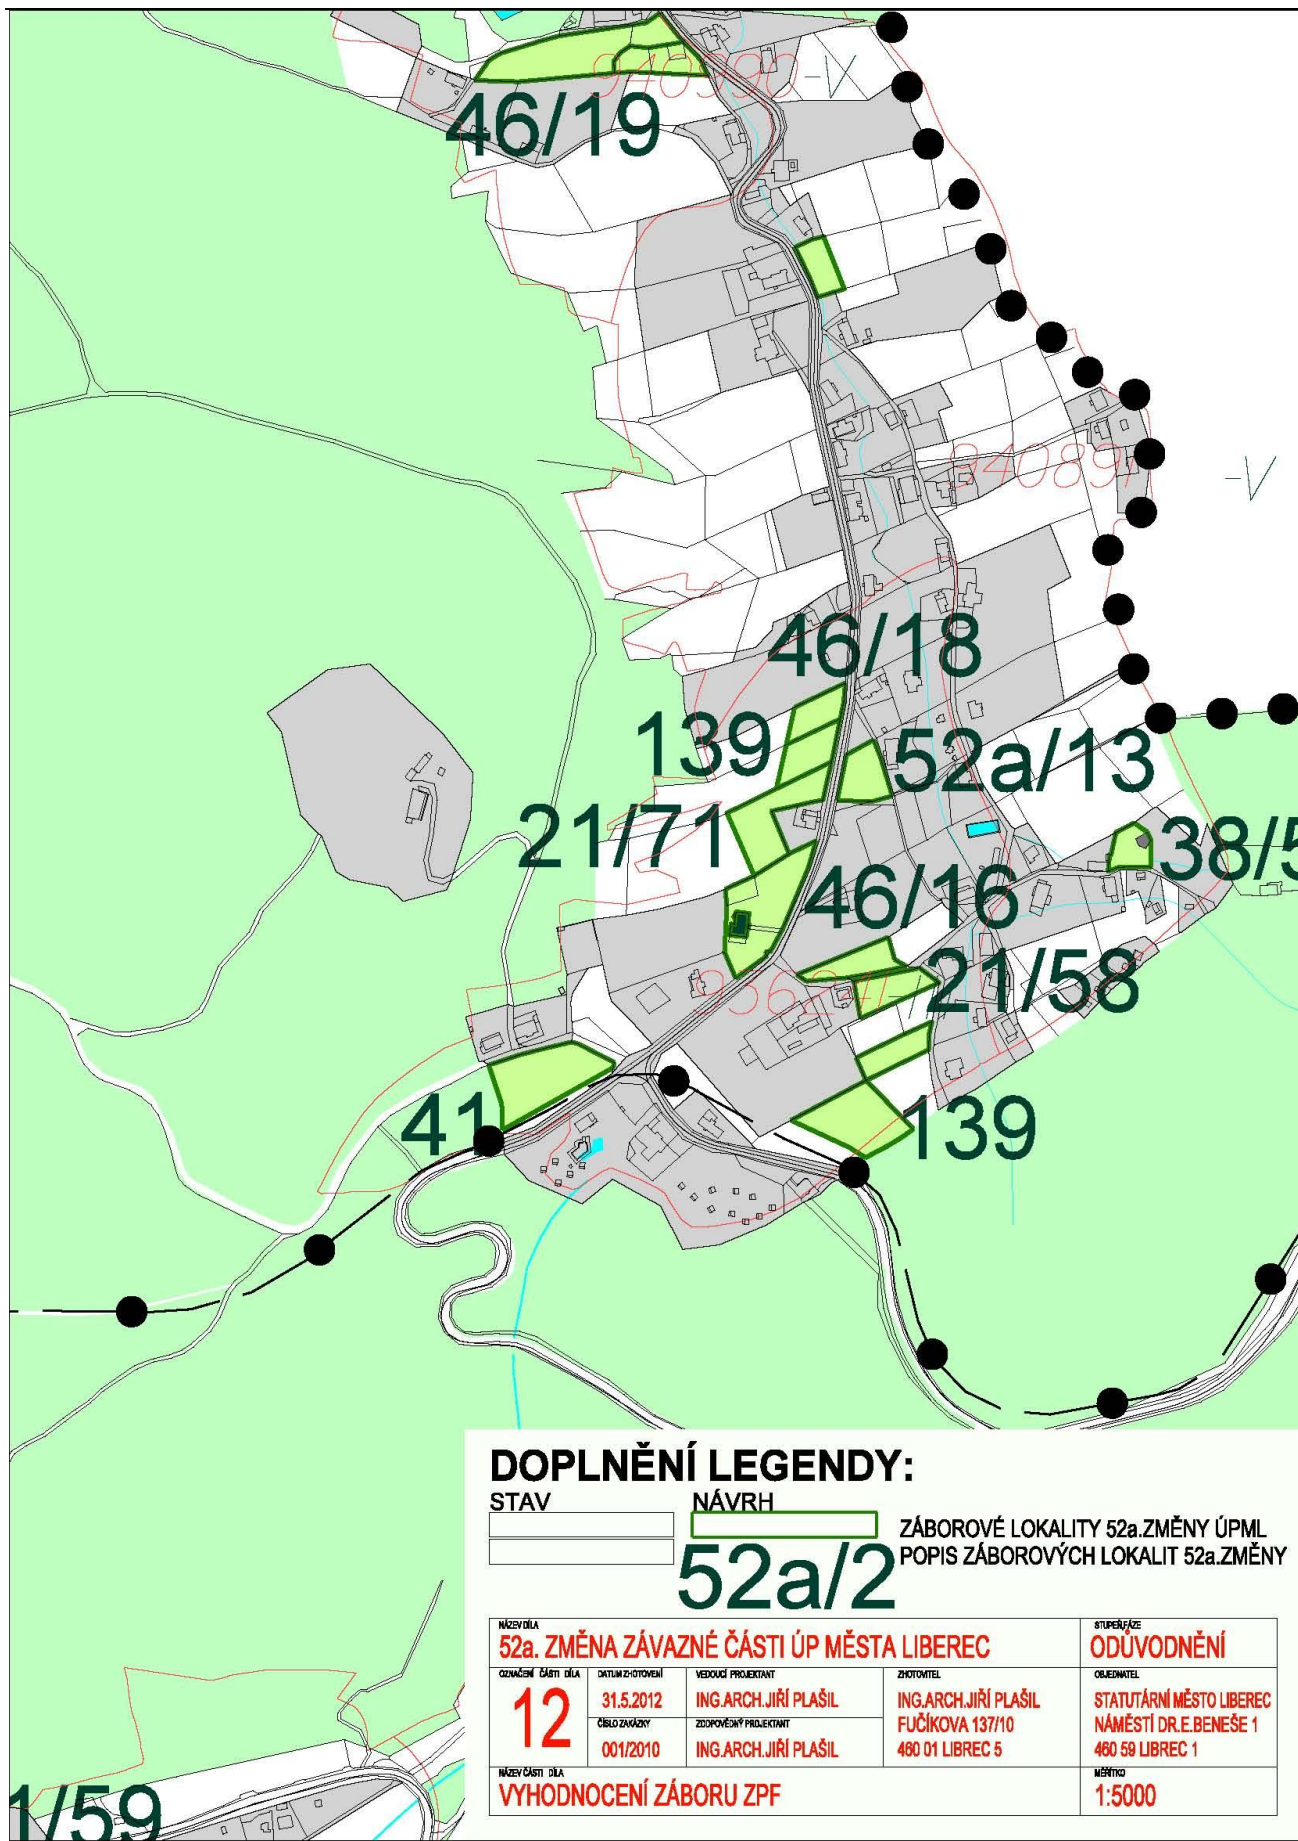 46/19
940990
-V
94089
-V
46/18
139
52a/13
21/71
38/5
46/16
21/58
41
139
DOPLNĚNÍ LEGENDY:
STAV
NÁVRH
ZÁBOROVÉ LOKALITY 52a.ZMĚNY ÚPML
52a/2
POPIS ZÁBOROVÝCH LOKALIT 52a.ZMĚNY
NÁZEV DÍLA
52a. ZMĚNA ZÁVAZNÉ ČÁSTI ÚP MĚSTA LIBEREC
STUPEŇ/FÁZE
ODŮVODNĚNÍ
OZNAČENÍ ČÁSTI DÍLA
12
DATUM ZHOTOVENÍ
31.5.2012
ČÍSLO ZAKÁZKY
001/2010
VEDOUCÍ PROJEKTANT
ING.ARCH.JIŘÍ PLAŠIL
ZODPOVĚDNÝ PROJEKTANT
ING.ARCH.JIŘÍ PLAŠIL
ZHOTOVITEL
ING.ARCH.JIŘÍ PLAŠIL
FUČÍKOVA 137/10
460 01 LIBREC 5
OBJEDNATEL
STATUTÁRNÍ MĚSTO LIBEREC
NÁMĚSTÍ DR.E.BENEŠE 1
460 59 LIBREC 1
NÁZEV ČÁSTI DÍLA
VYHODNOCENÍ ZÁBORU ZPF
MĚŘÍTKO
1:5000
1/59